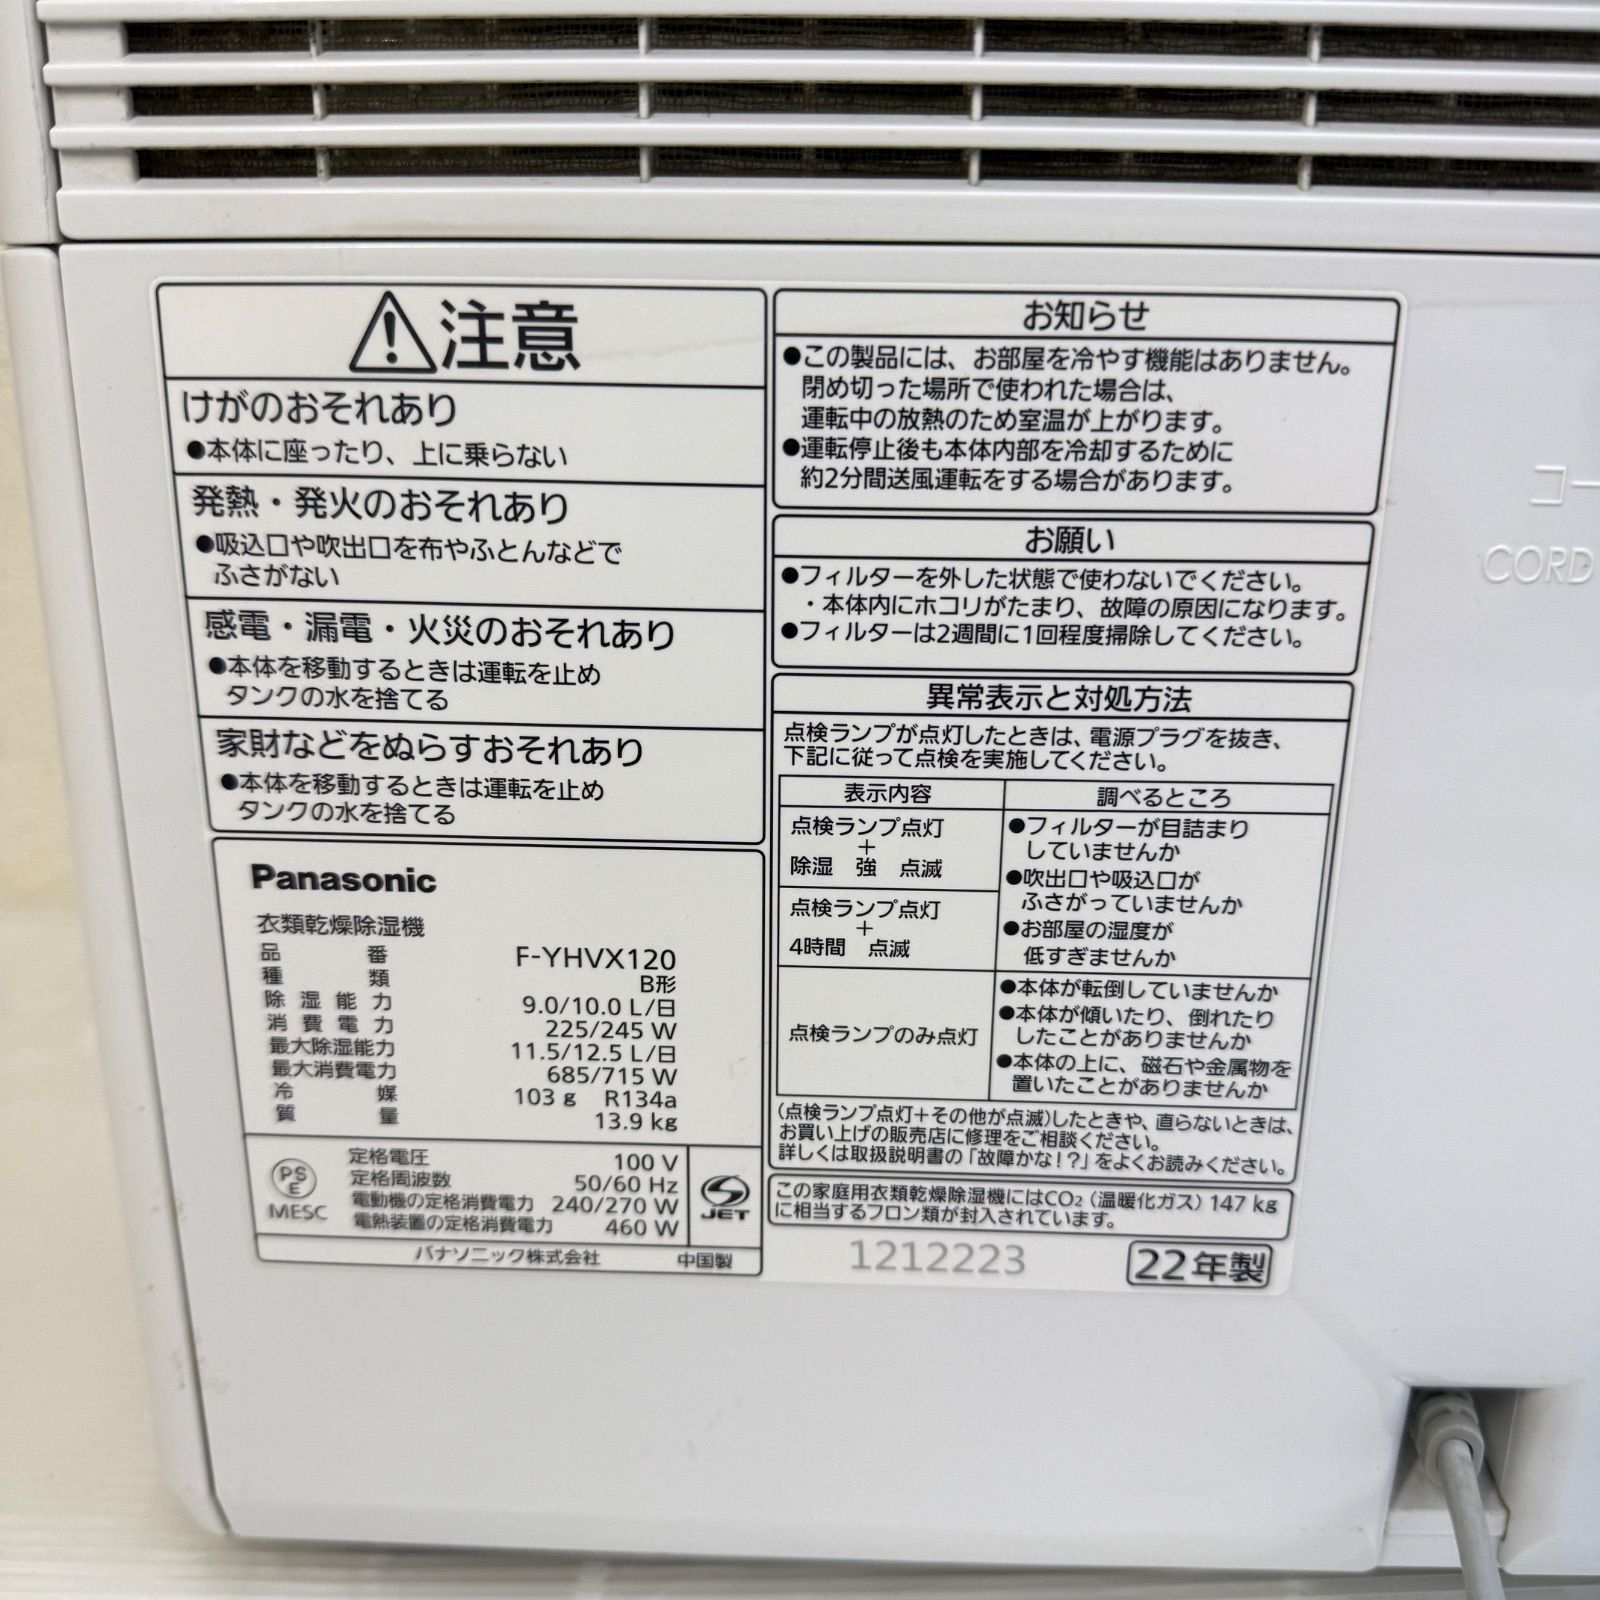 注意
けがのおそれあり
●本体に座ったり、上に乗らない
発熱・発火のおそれあり
●吸込口や吹出口を布やふとんなどで
ふさがない
感電・漏電・火災のおそれあり
●本体を移動するときは運転を止め
タンクの水を捨てる
家財などをぬらすおそれあり
●本体を移動するときは運転を止め
タンクの水を捨てる
Panasonic
衣類乾燥除湿機
品番 F-YHVX120
種類 B形
除湿能力 9.0/10.0 L/日
消費電力 225/245 W
最大除湿能力 11.5/12.5 L/日
最大消費電力 685/715 W
冷媒 103 g R134a
質量 13.9 kg
PS
E
MESC
定格電圧 100 V
定格周波数 50/60 Hz
電動機の定格消費電力 240/270 W
電熱装置の定格消費電力 460 W
JET
パナソニック株式会社 中国製
お知らせ
●この製品には、お部屋を冷やす機能はありません。
閉め切った場所で使われた場合は、
運転中の放熱のため室温が上がります。
●運転停止後も本体内部を冷却するために
約2分間送風運転をする場合があります。
お願い
●フィルターを外した状態で使わないでください。
・本体内にホコリがたまり、故障の原因になります。
●フィルターは2週間に1回程度掃除してください。
異常表示と対処方法
点検ランプが点灯したときは、電源プラグを抜き、
下記に従って点検を実施してください。
表示内容 調べるところ
点検ランプ点灯
+
除湿 強 点滅
点検ランプ点灯
+
4時間 点滅
●フィルターが目詰まり
していませんか
●吹出口や吸込口が
ふさがっていませんか
●お部屋の湿度が
低すぎませんか
点検ランプのみ点灯
●本体が転倒していませんか
●本体が傾いたり、倒れたり
したことがありませんか
●本体の上に、磁石や金属物を
置いたことがありませんか
(点検ランプ点灯+その他が点滅)したときや、直らないときは、
お買い上げの販売店に修理をご相談ください。
詳しくは取扱説明書の「故障かな!?」をよくお読みください。
この家庭用衣類乾燥除湿機にはCO₂(温暖化ガス)147 kg
に相当するフロン類が封入されています。
1212223 22年製
コー
CORD